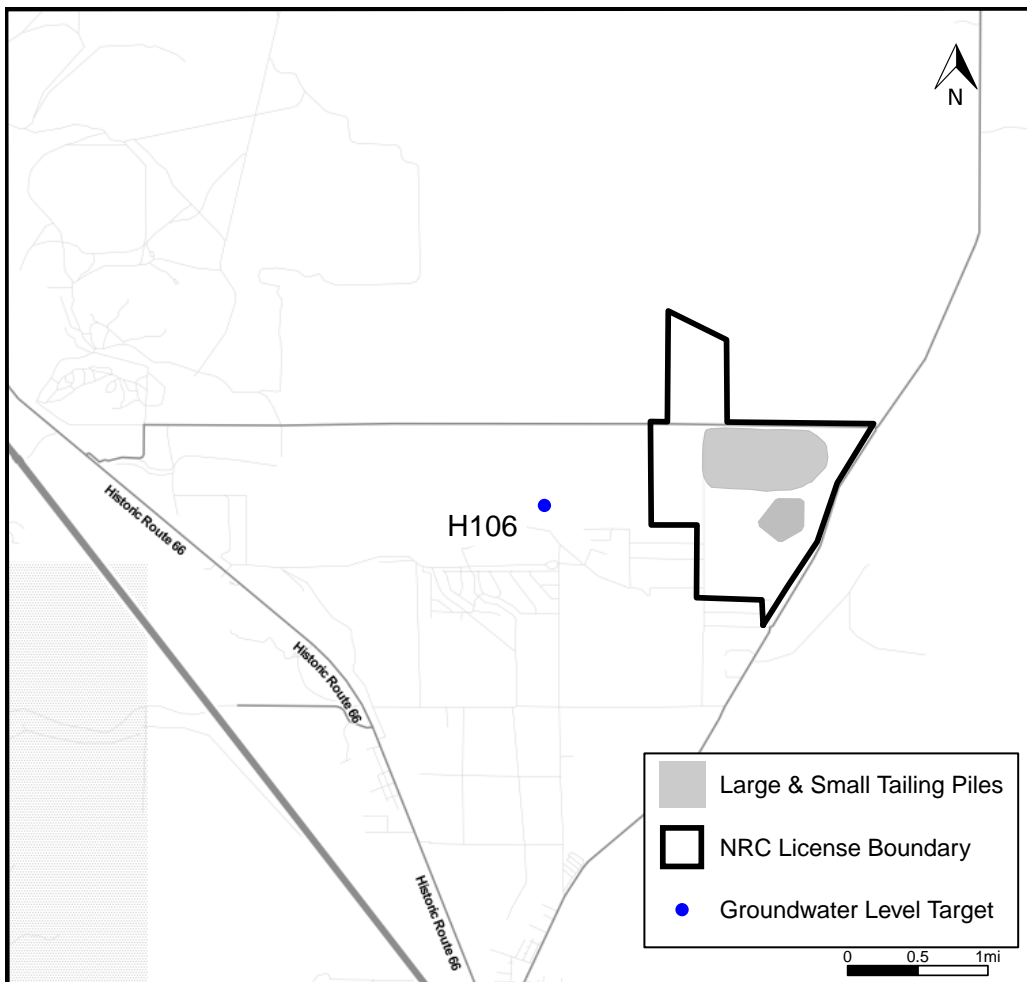 N
Historic Route 66
H106
Historic Route 66
Large & Small Tailing Piles
NRC License Boundary
Groundwater Level Target
Historic Route 66
0 0.5 1mi